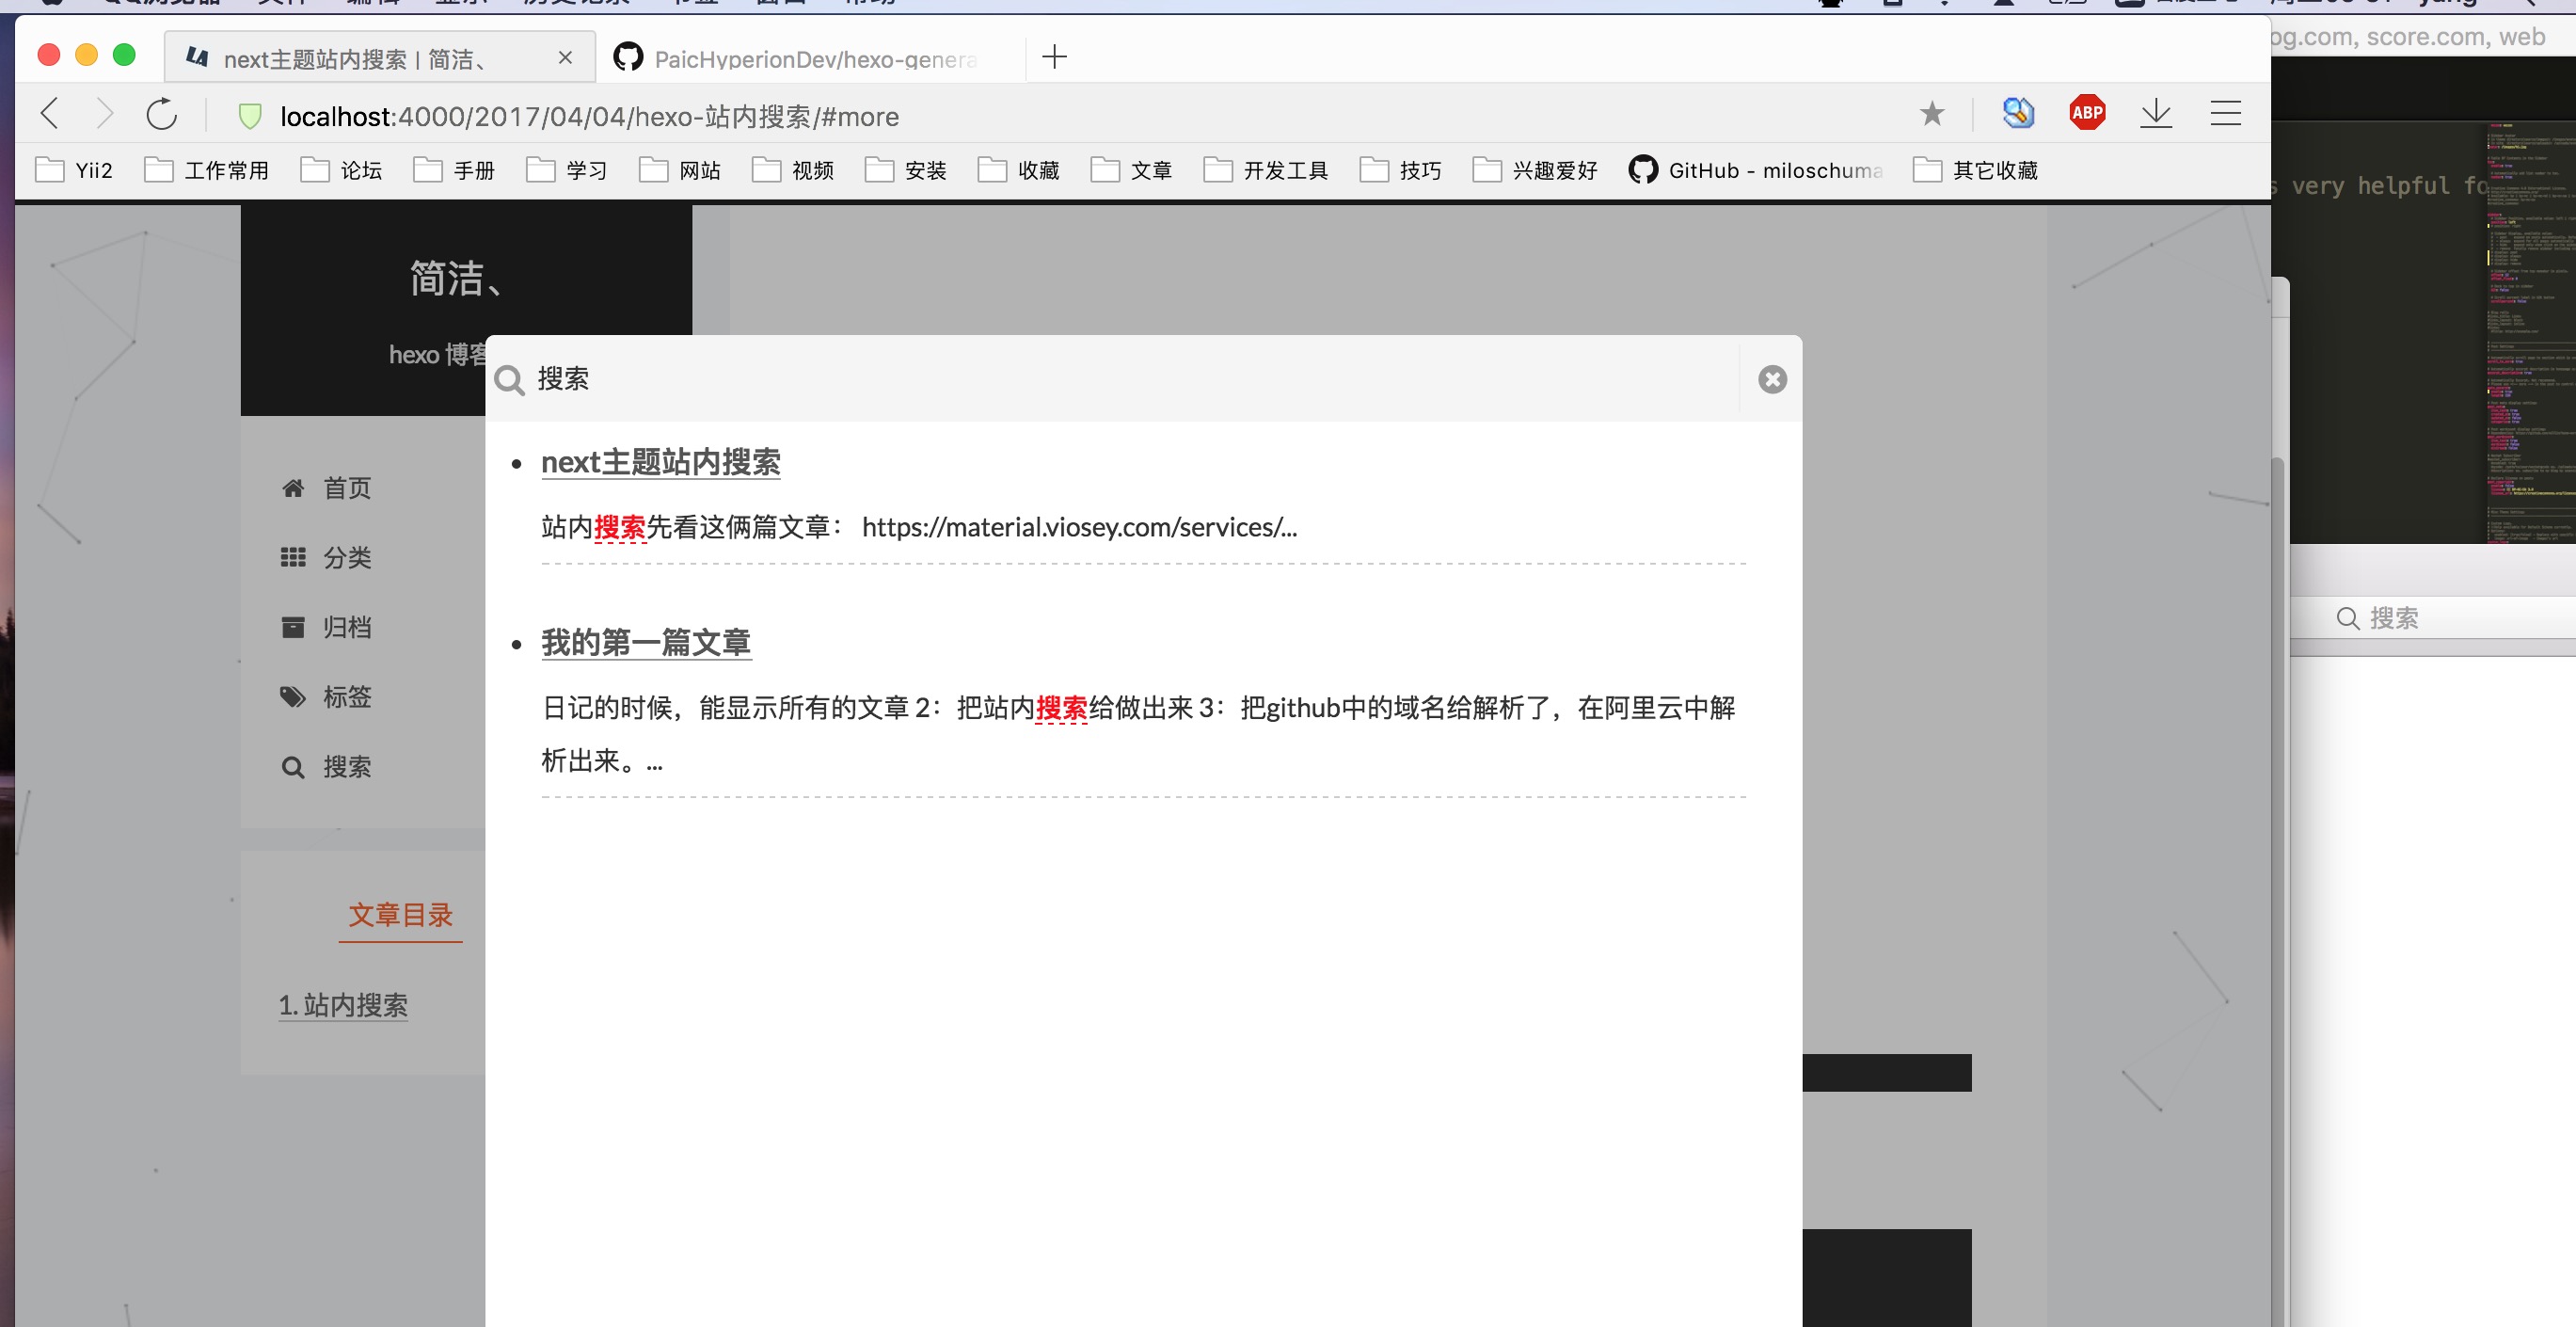 next主题站内搜索 | 简洁、
PaicHyperionDev/hexo-genera
og.com, score.com, web
localhost:4000/2017/04/04/hexo-站内搜索/#more
ABP
Yii2 工作常用 论坛 手册 学习 网站 视频 安装 收藏 文章 开发工具 技巧 兴趣爱好 GitHub - miloschuma 其它收藏
s very helpful fo
简洁、
hexo 博客
搜索
next主题站内搜索
站内搜索先看这俩篇文章： https://material.viosey.com/services/...
我的第一篇文章
日记的时候，能显示所有的文章 2：把站内搜索给做出来 3：把github中的域名给解析了，在阿里云中解
析出来。...
首页
分类
归档
标签
搜索
文章目录
1. 站内搜索
搜索